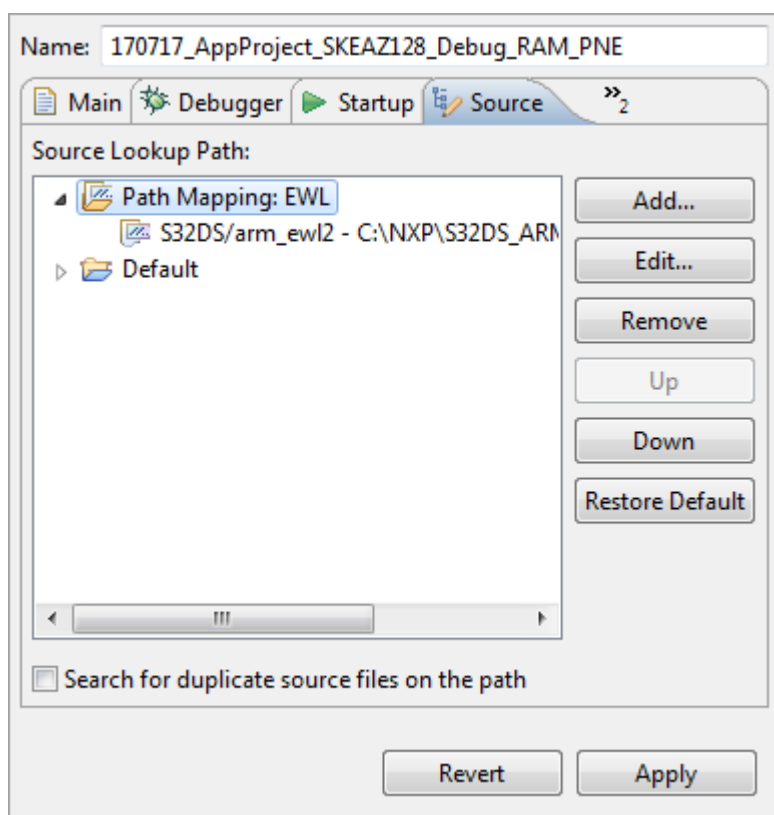 Name: 170717_AppProject_SKEAZ128_Debug_RAM_PNE
Main Debugger Startup Source »2
Source Lookup Path:
Path Mapping: EWL
S32DS/arm_ewl2 - C:\NXP\S32DS_ARM
Default
Add...
Edit...
Remove
Up
Down
Restore Default
Search for duplicate source files on the path
Revert Apply